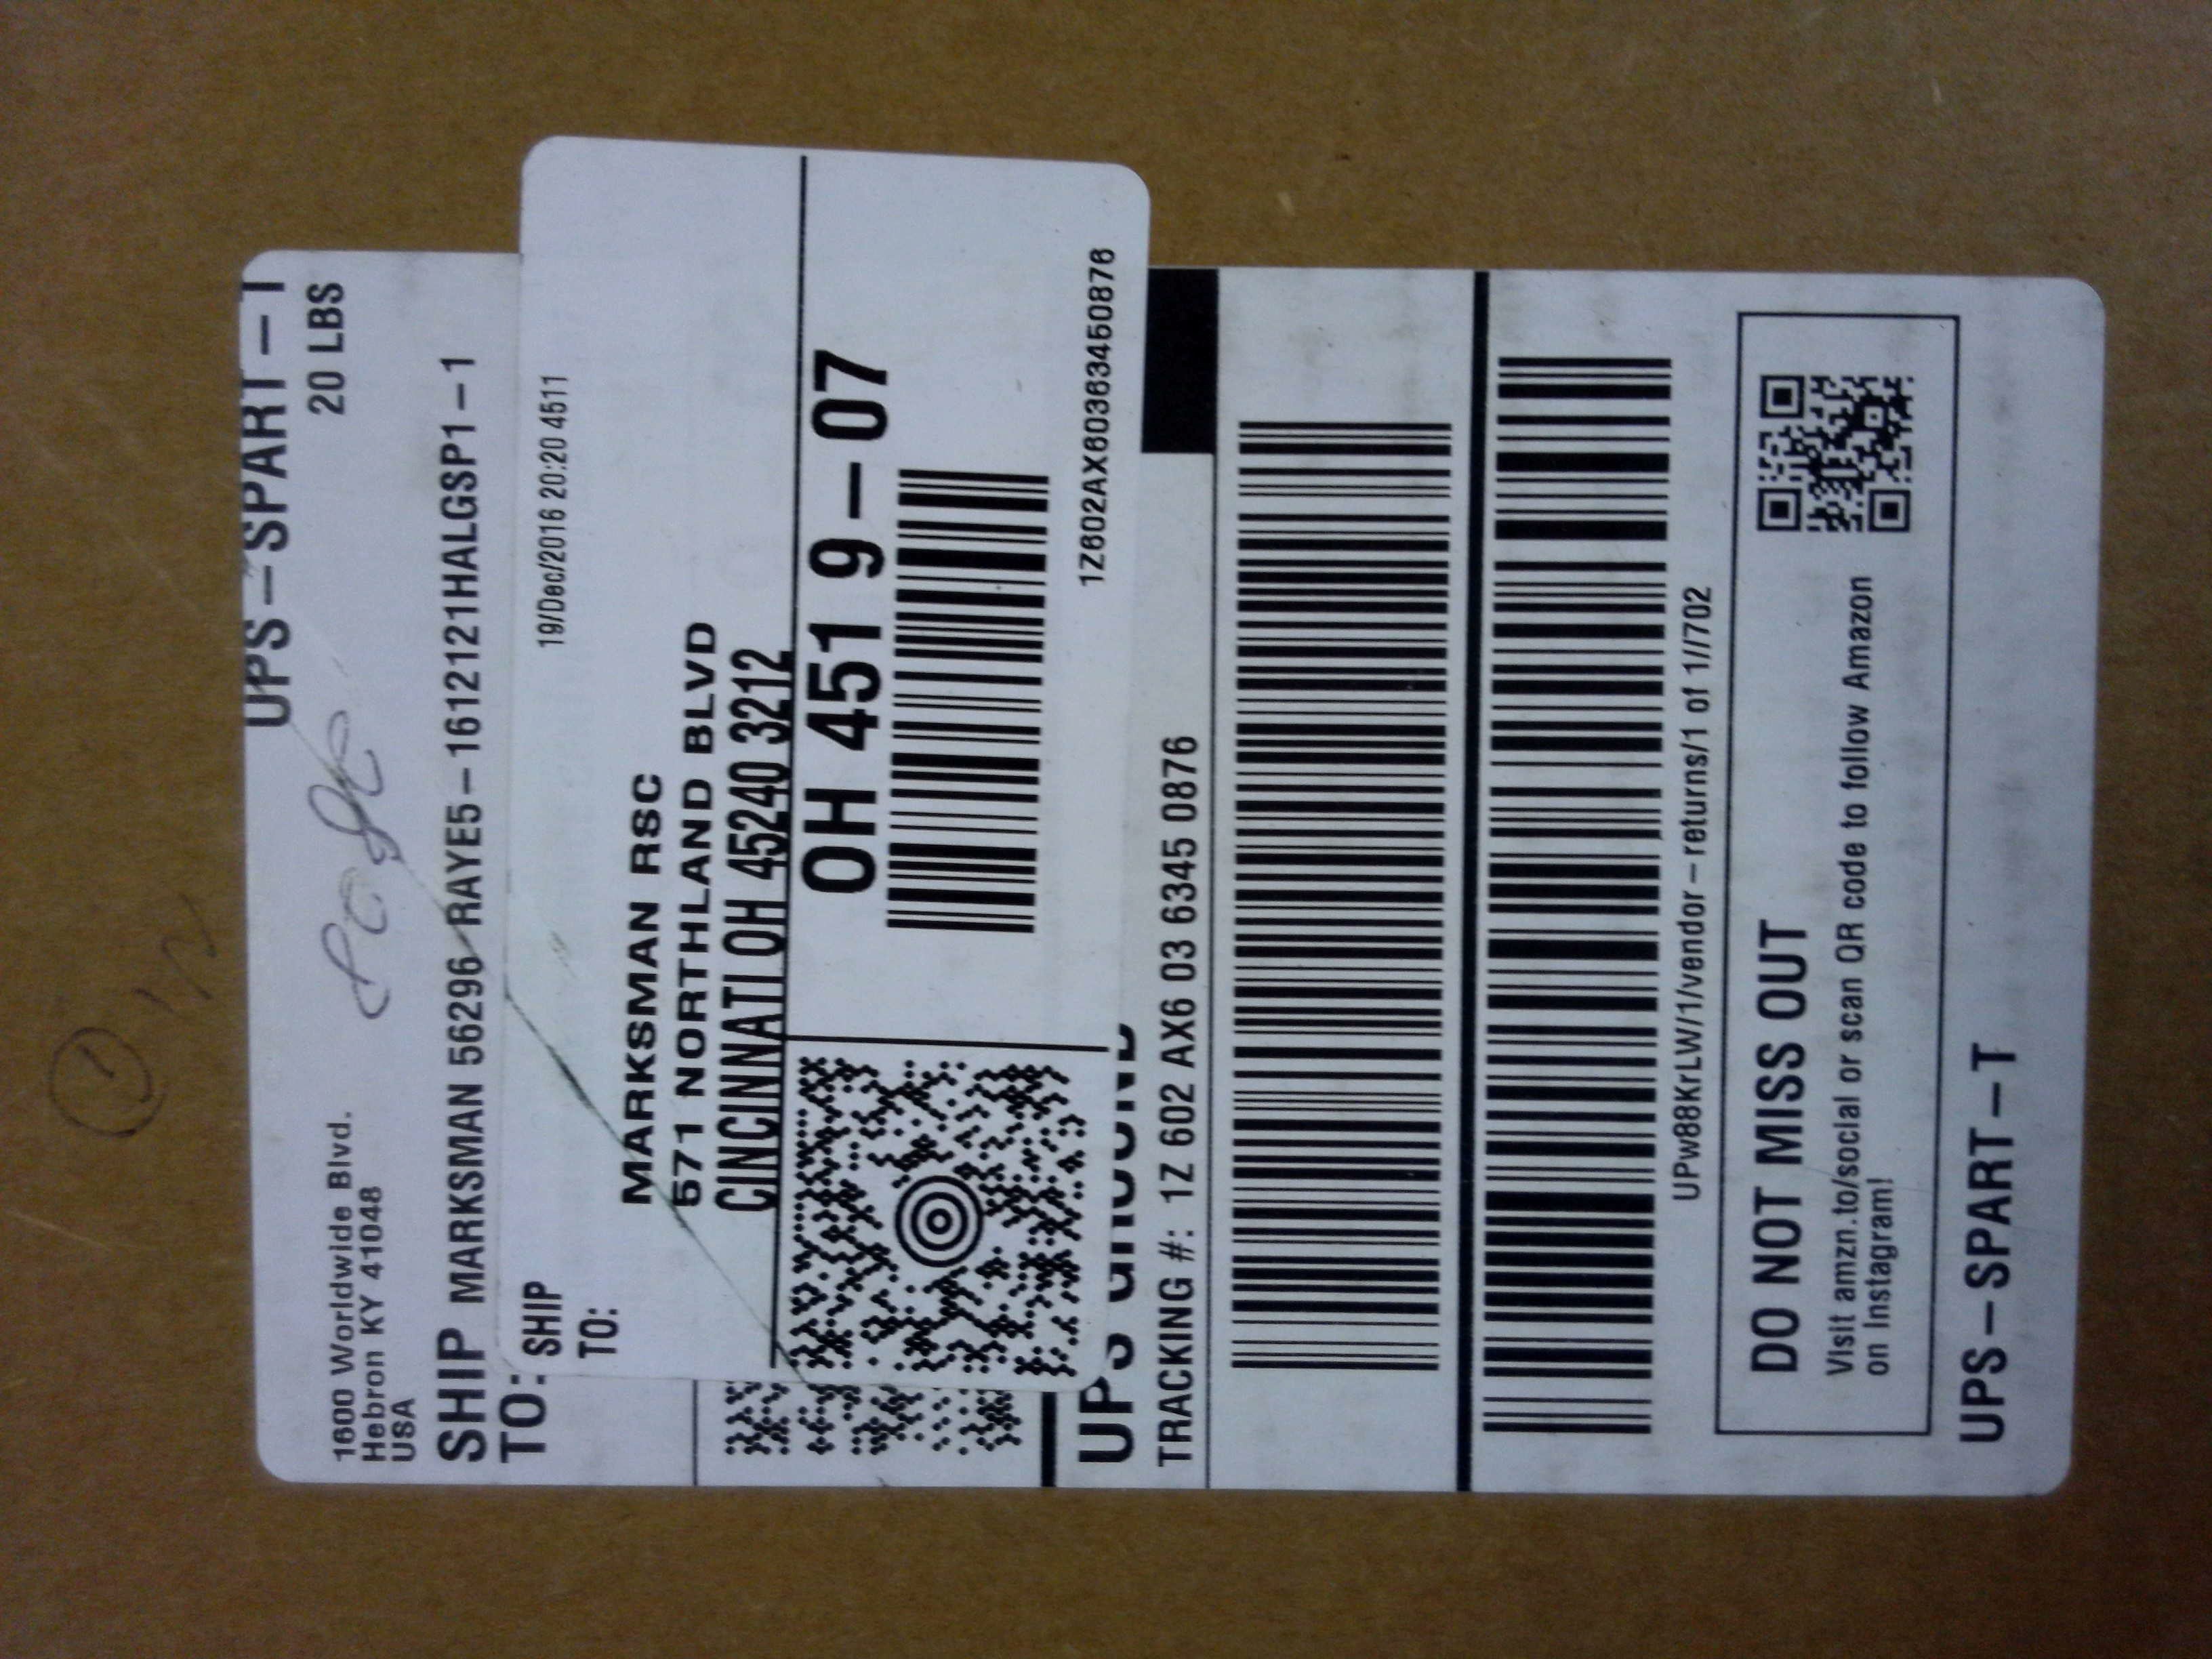 UPS-SPART-T
20 LBS
1600 Worldwide Blvd.
Hebron KY 41048
USA
SHIP MARKSMAN 56296-RAYE5-1612121HALGSP1-1
TO:
19/Dec/2016 20:20 4511
SHIP
TO:
MARKSMAN RSC
571 NORTHLAND BLVD
CINCINNATI OH 45240 3212
OH 451 9-07
1Z602AX60363450876
UPS GROUND
TRACKING #: 1Z 602 AX6 03 6345 0876
UPw88KrLW/1/vendor-returns/1 of 1/702
DO NOT MISS OUT
Visit amzn.to/social or scan QR code to follow Amazon
on Instagram!
UPS-SPART-T